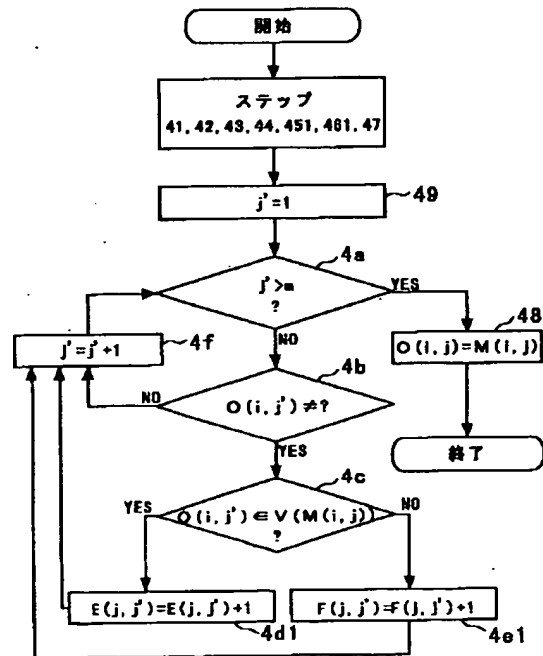 開始
ステップ
41, 42, 43, 44, 451, 461, 47
j'=1
49
4a
j'>m
?
YES
48
NO
O(i, j)=M(i, j)
j'=j'+1
4f
4b
NO
O(i, j')≠?
終了
YES
4c
YES
O(i, j')∈V(M(i, j))
?
NO
E(j, j')=E(j, j')+1
F(j, j')=F(j, j')+1
4d1
4e1